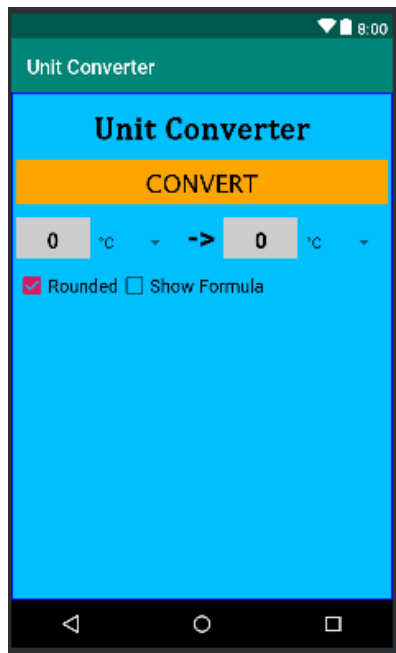 8:00
Unit Converter
Unit Converter
CONVERT
0 °C -> 0 °C
Rounded Show Formula